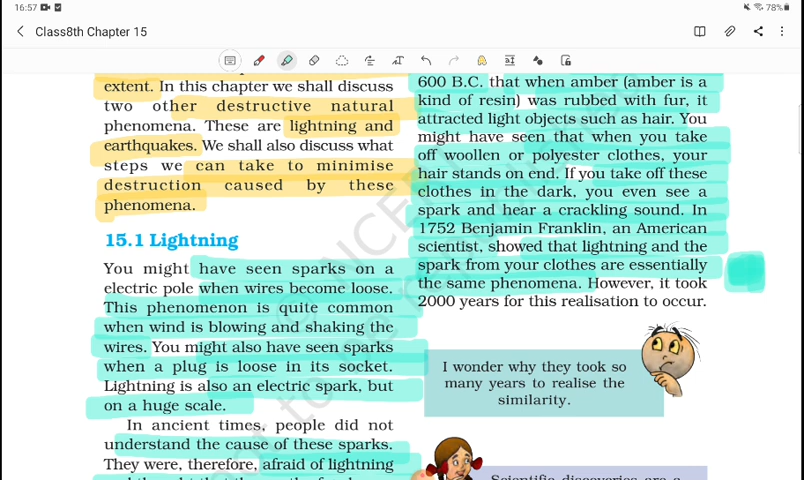 16:57
78%
Class8th Chapter 15
extent. In this chapter we shall discuss
two other destructive natural
phenomena. These are lightning and
earthquakes. We shall also discuss what
steps we can take to minimise
destruction caused by these
phenomena.
15.1 Lightning
You might have seen sparks on a
electric pole when wires become loose.
This phenomenon is quite common
when wind is blowing and shaking the
wires. You might also have seen sparks
when a plug is loose in its socket.
Lightning is also an electric spark, but
on a huge scale.
In ancient times, people did not
understand the cause of these sparks.
They were, therefore, afraid of lightning
600 B.C. that when amber (amber is a
kind of resin) was rubbed with fur, it
attracted light objects such as hair. You
might have seen that when you take
off woollen or polyester clothes, your
hair stands on end. If you take off these
clothes in the dark, you even see a
spark and hear a crackling sound. In
1752 Benjamin Franklin, an American
scientist, showed that lightning and the
spark from your clothes are essentially
the same phenomena. However, it took
2000 years for this realisation to occur.
I wonder why they took so
many years to realise the
similarity.
Scientific discoveries are a